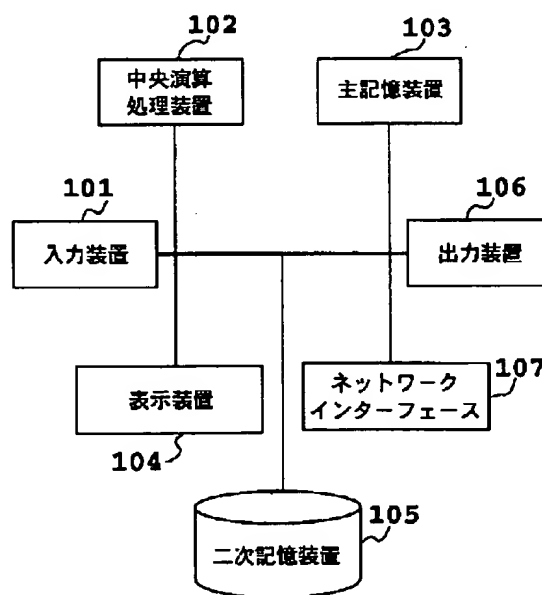 102
中央演算
処理装置
103
主記憶装置
101
入力装置
106
出力装置
表示装置
104
107
ネットワーク
インターフェース
105
二次記憶装置